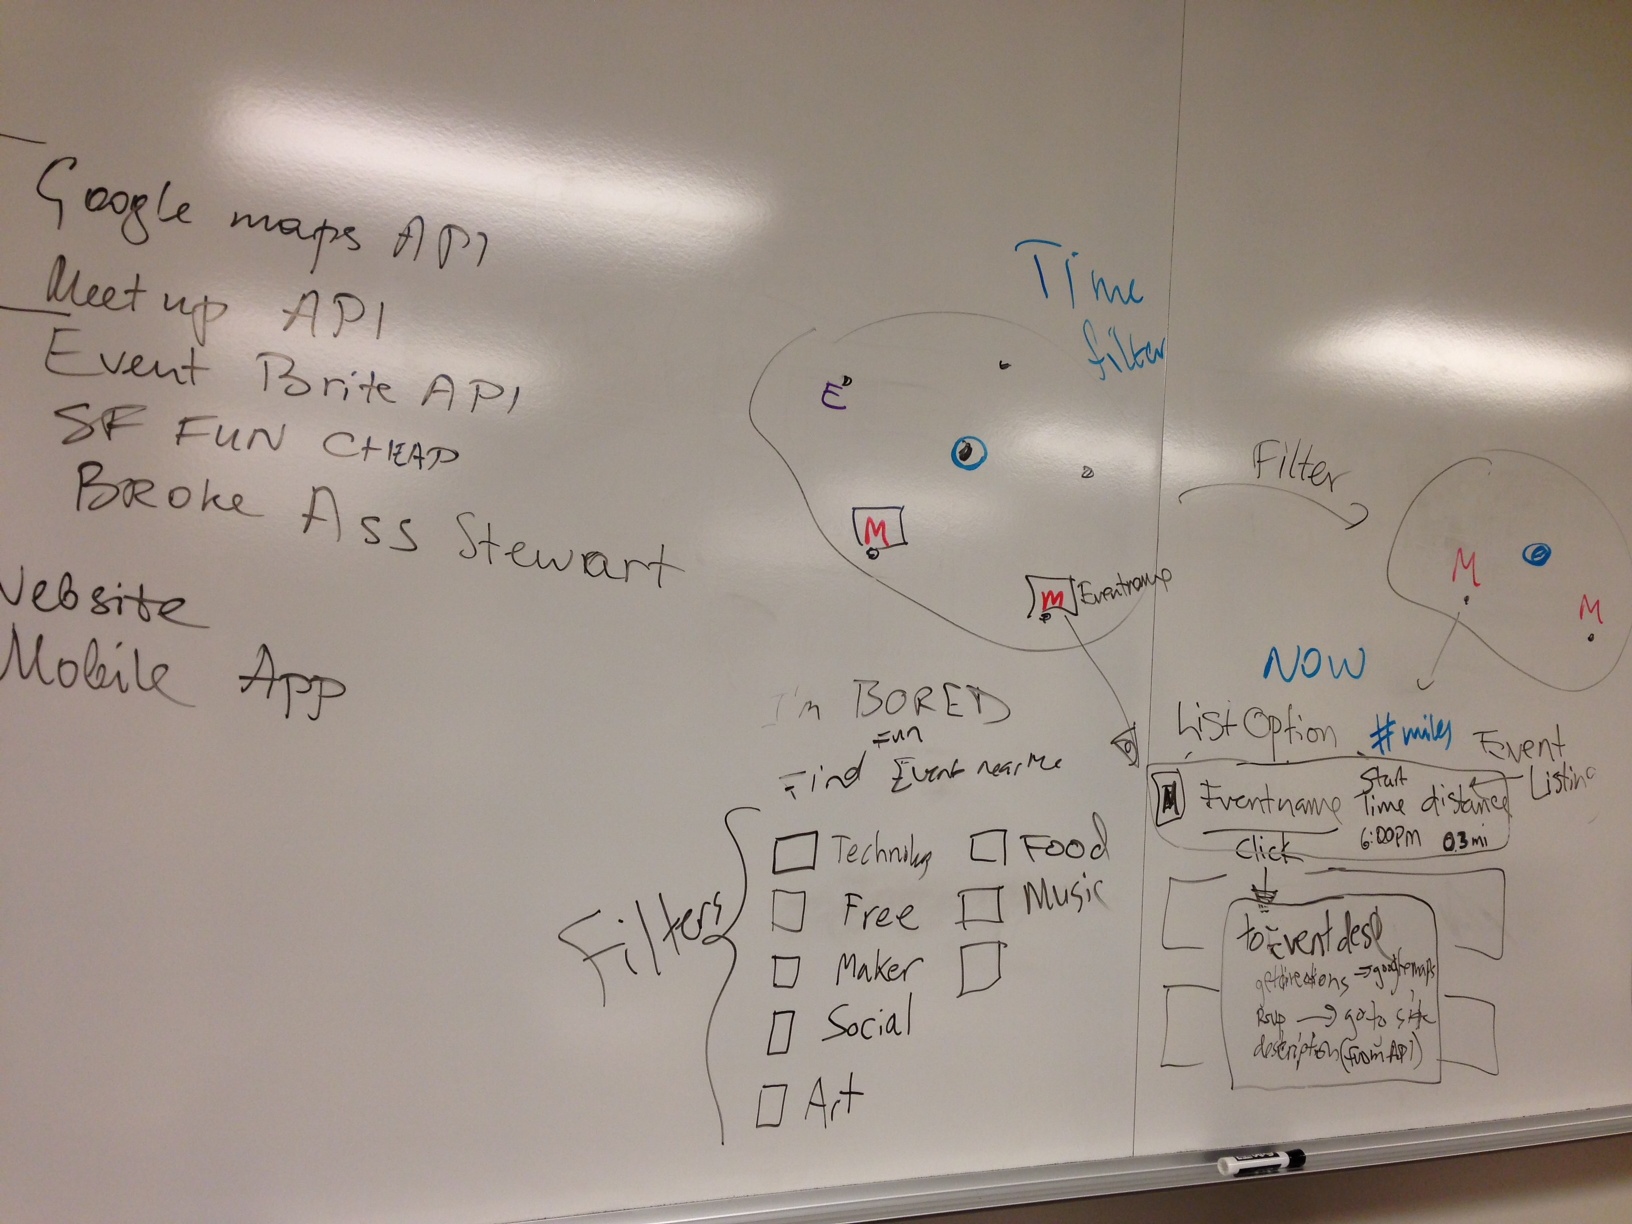 Google maps API
Meetup API
Event Brite API
SF FUN CHEAP
BROKE ASS Stewart
Website
Mobile App
Time
filter
E
M
M
Filter
M
M
NOW
I'm BORED
Fun
Find Event near me
Filters
Technology
Free
Maker
Social
Art
Food
Music
List Option
#miles
Event
Listing
M Eventname Start Time distance
6:00pm 0.3mi
Click
to Event desc
get directions → google maps
Rsvp → go to site
description (from API)